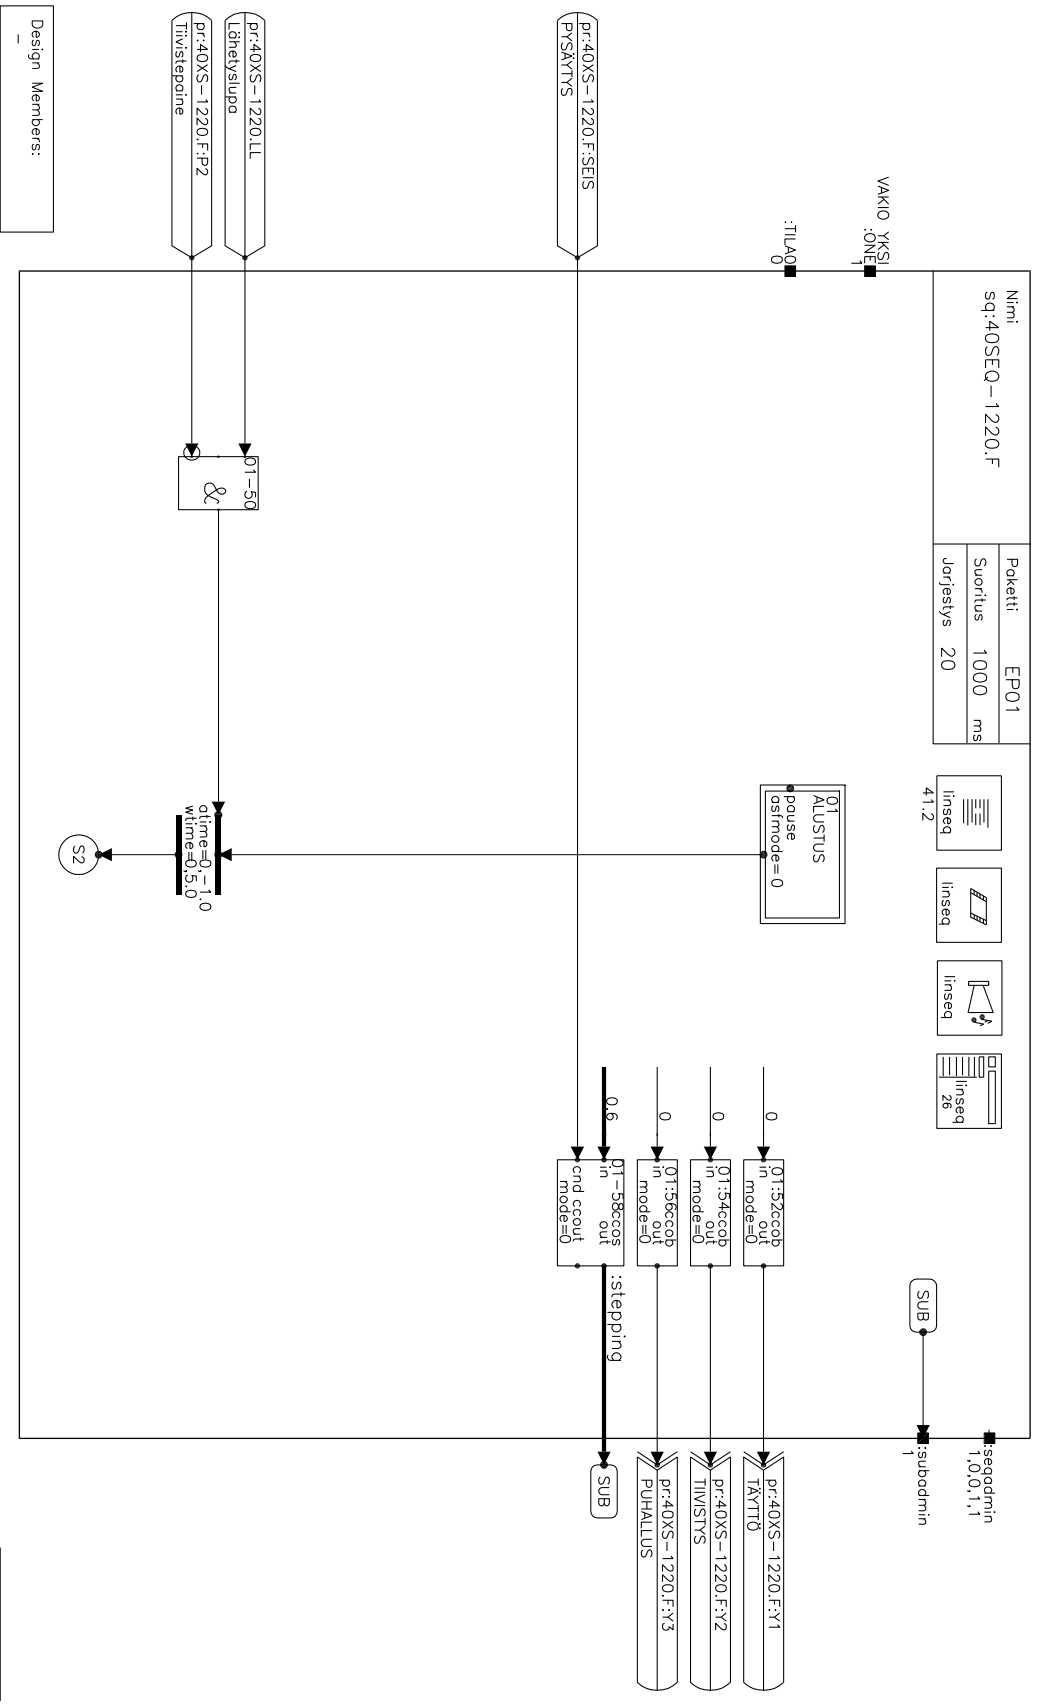 Nimi
sq:40SEQ-1220.F
Paketti EP01
Suoritus 1000 ms
Jarjestys 20
linseq
41.2
linseq
linseq
linseq
26
VAKIO YKSI
:ONE
1
:TILA0
0
SUB
:seqadmin
1,0,0,1,1
:subadmin
1
01
ALUSTUS
pause
asfmode=0
0
01:52ccob
in out
mode=0
pr:40XS-1220.F:Y1
TÄYTTÖ
0
01:54ccob
in out
mode=0
pr:40XS-1220.F:Y2
TIIVISTYS
0
01:56ccob
in out
mode=0
pr:40XS-1220.F:Y3
PUHALLUS
pr:40XS-1220.F:SEIS
PYSÄYTYS
0,6
01-58ccos
in out
cnd ccout
mode=0
:stepping
SUB
pr:40XS-1220.LL
Lähetyslupa
pr:40XS-1220.F:P2
Tiivistepaine
01-50
&
atime=0,-1.0
wtime=0,5.0
S2
Design Members:
-